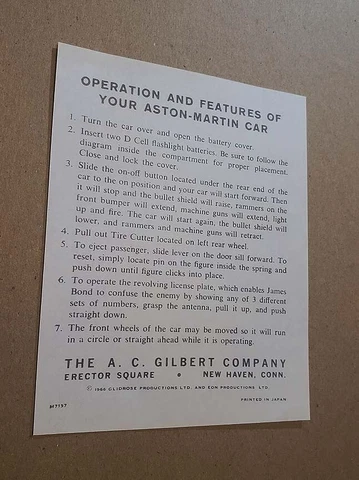 OPERATION AND FEATURES OF
YOUR ASTON-MARTIN CAR
1. Turn the car over and open the battery cover.
2. Insert two D Cell flashlight batteries. Be sure to follow the
diagram inside the compartment for proper placement.
Close and lock the cover.
3. Slide the on-off button located under the rear end of the
car to the on position and your car will start forward. Then
it will stop and the bullet shield will raise, rammers on the
front bumper will extend, machine guns will extend, light
up and fire. The car will start again, the bullet shield will
lower, and rammers and machine guns will retract.
4. Pull out Tire Cutter located on left rear wheel.
5. To eject passenger, slide lever on the door sill forward. To
reset, simply locate pin on the figure inside the spring and
push down until figure clicks into place.
6. To operate the revolving license plate, which enables James
Bond to confuse the enemy by showing any of 3 different
sets of numbers, grasp the antenna, pull it up, and push
straight down.
7. The front wheels of the car may be moved so it will run
in a circle or straight ahead while it is operating.
THE A. C. GILBERT COMPANY
ERECTOR SQUARE • NEW HAVEN, CONN.
© 1965 GLIDROSE PRODUCTIONS LTD. AND EON PRODUCTIONS LTD.
M7197 PRINTED IN JAPAN